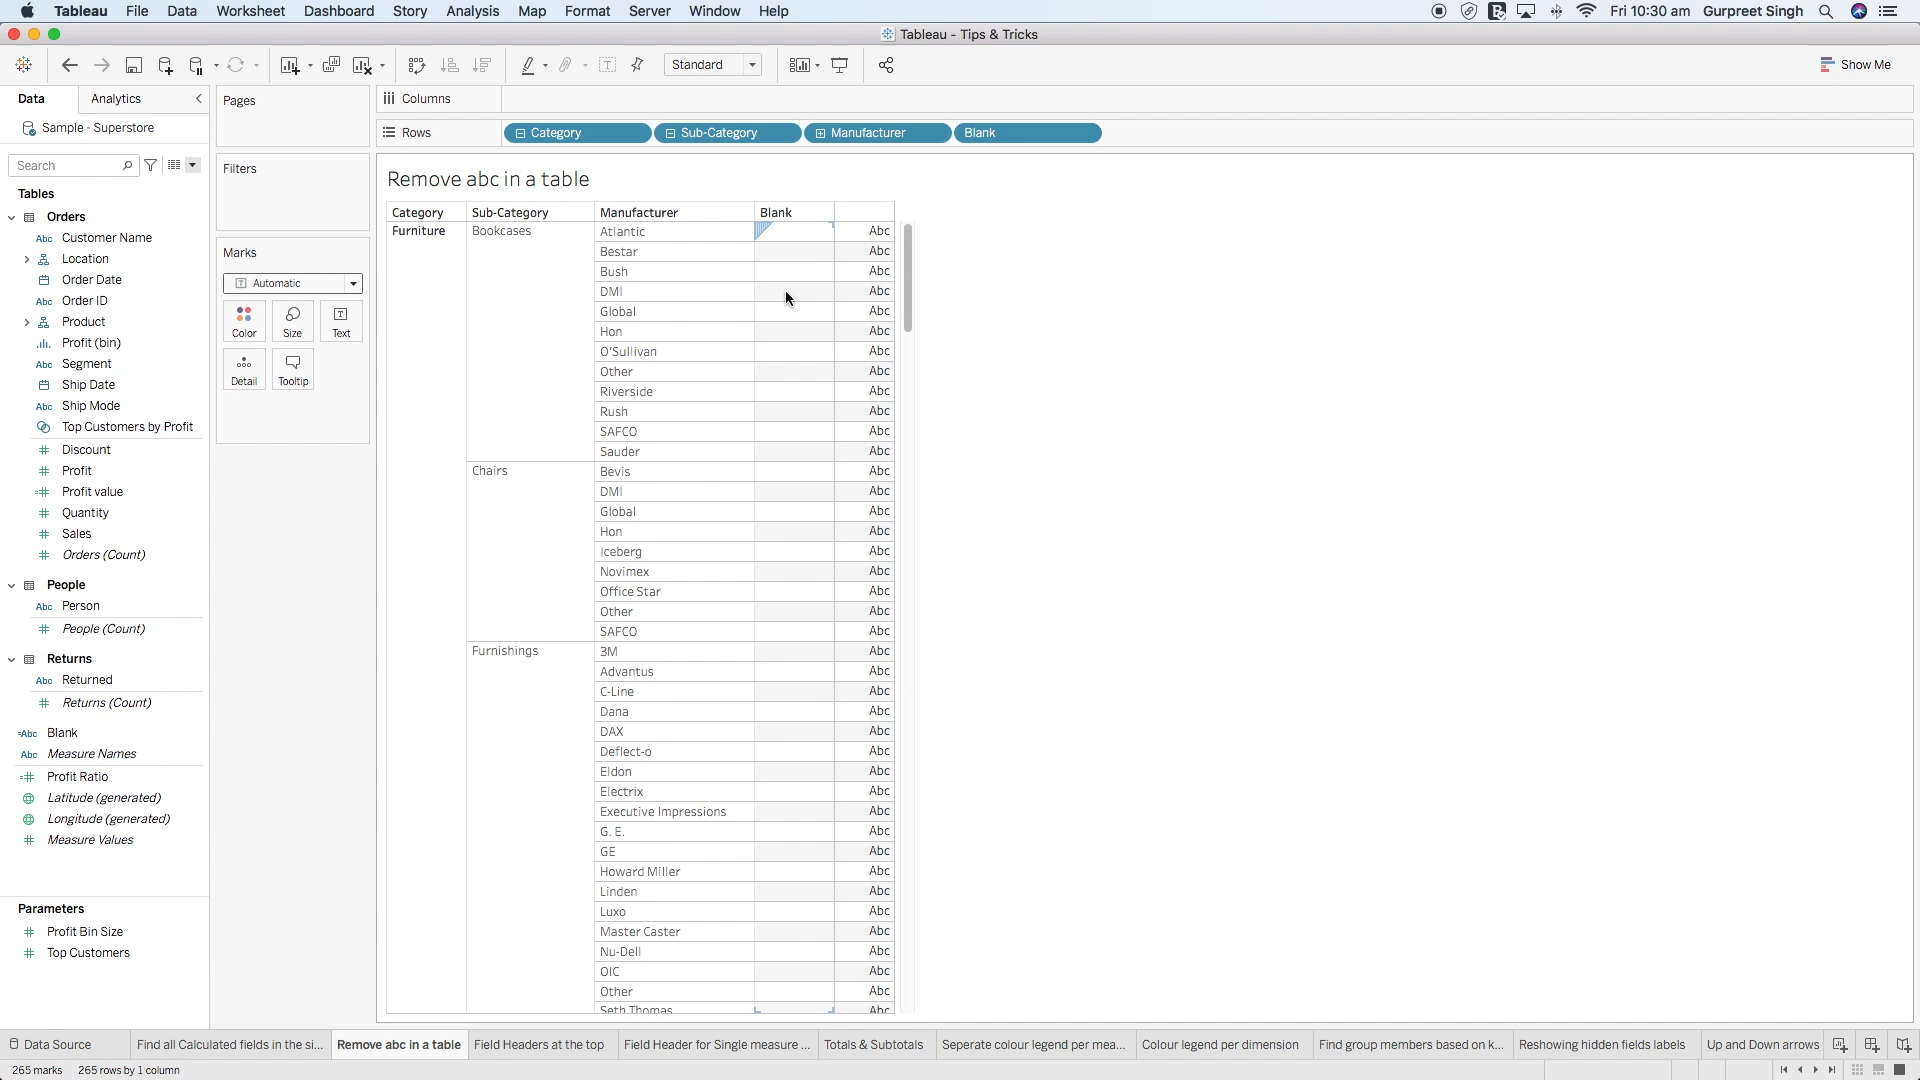 Tableau File Data Worksheet Dashboard Story Analysis Map Format Server Window Help Fri 10:30 am Gurpreet Singh
Tableau - Tips & Tricks
Standard Show Me
Data Analytics
Sample - Superstore
Search
Tables
Orders
Abc Customer Name
Location
Order Date
Abc Order ID
Product
Profit (bin)
Abc Segment
Ship Date
Abc Ship Mode
Top Customers by Profit
# Discount
# Profit
=# Profit value
# Quantity
# Sales
# Orders (Count)
People
Abc Person
# People (Count)
Returns
Abc Returned
# Returns (Count)
=Abc Blank
Abc Measure Names
=# Profit Ratio
Latitude (generated)
Longitude (generated)
# Measure Values
Parameters
# Profit Bin Size
# Top Customers
Pages
Filters
Marks
Automatic
Color Size Text
Detail Tooltip
Columns
Rows Category Sub-Category Manufacturer Blank
Remove abc in a table
Category Sub-Category Manufacturer Blank
Furniture Bookcases Atlantic Abc
Bestar Abc
Bush Abc
DMI Abc
Global Abc
Hon Abc
O'Sullivan Abc
Other Abc
Riverside Abc
Rush Abc
SAFCO Abc
Sauder Abc
Chairs Bevis Abc
DMI Abc
Global Abc
Hon Abc
Iceberg Abc
Novimex Abc
Office Star Abc
Other Abc
SAFCO Abc
Furnishings 3M Abc
Advantus Abc
C-Line Abc
Dana Abc
DAX Abc
Deflect-o Abc
Eldon Abc
Electrix Abc
Executive Impressions Abc
G. E. Abc
GE Abc
Howard Miller Abc
Linden Abc
Luxo Abc
Master Caster Abc
Nu-Dell Abc
OIC Abc
Other Abc
Seth Thomas Abc
Data Source Find all Calculated fields in the si... Remove abc in a table Field Headers at the top Field Header for Single measure ... Totals & Subtotals Seperate colour legend per mea... Colour legend per dimension Find group members based on k... Reshowing hidden fields labels Up and Down arrows
265 marks 265 rows by 1 column